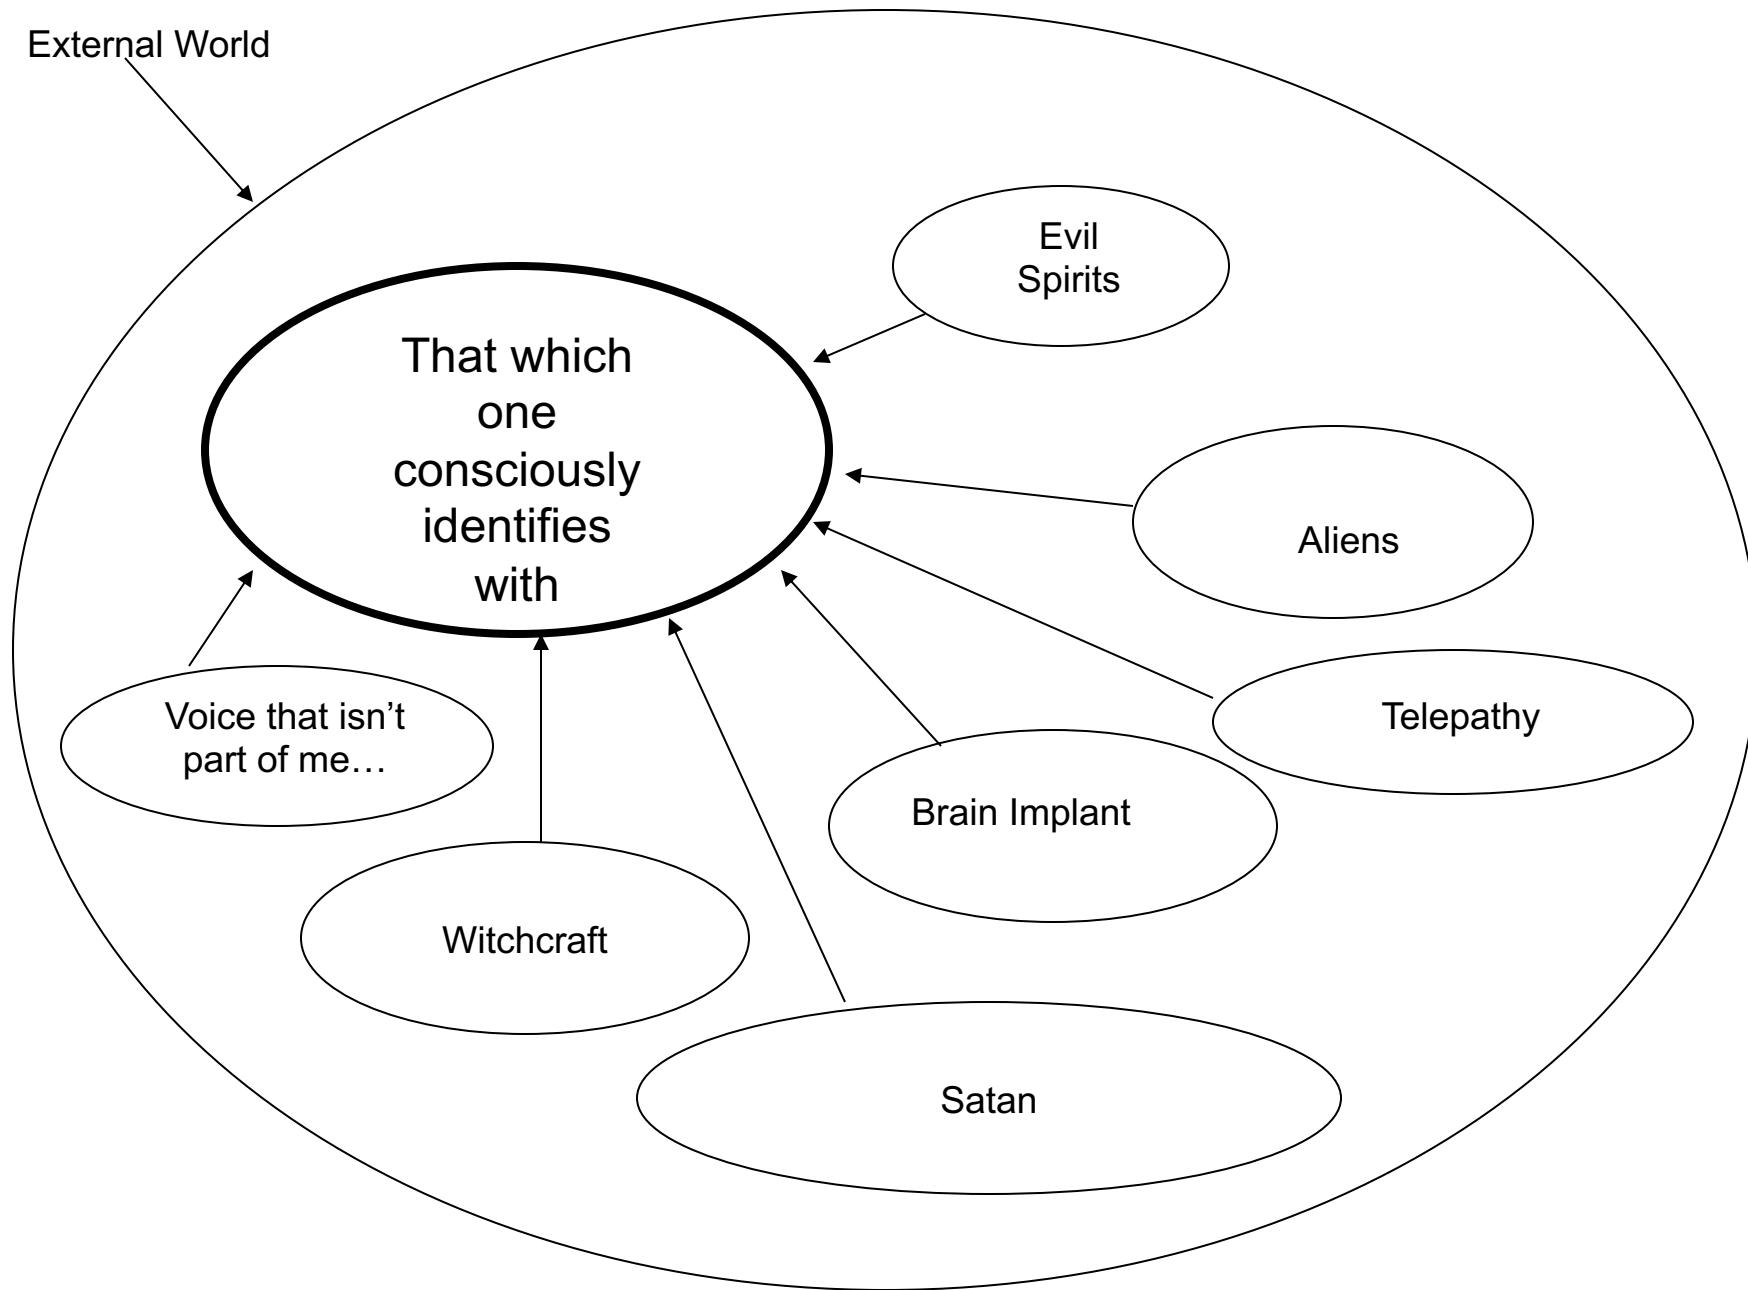 External World
Evil
Spirits
That which
one
consciously
identifies
with
Aliens
Voice that isn’t
part of me…
Telepathy
Brain Implant
Witchcraft
Satan